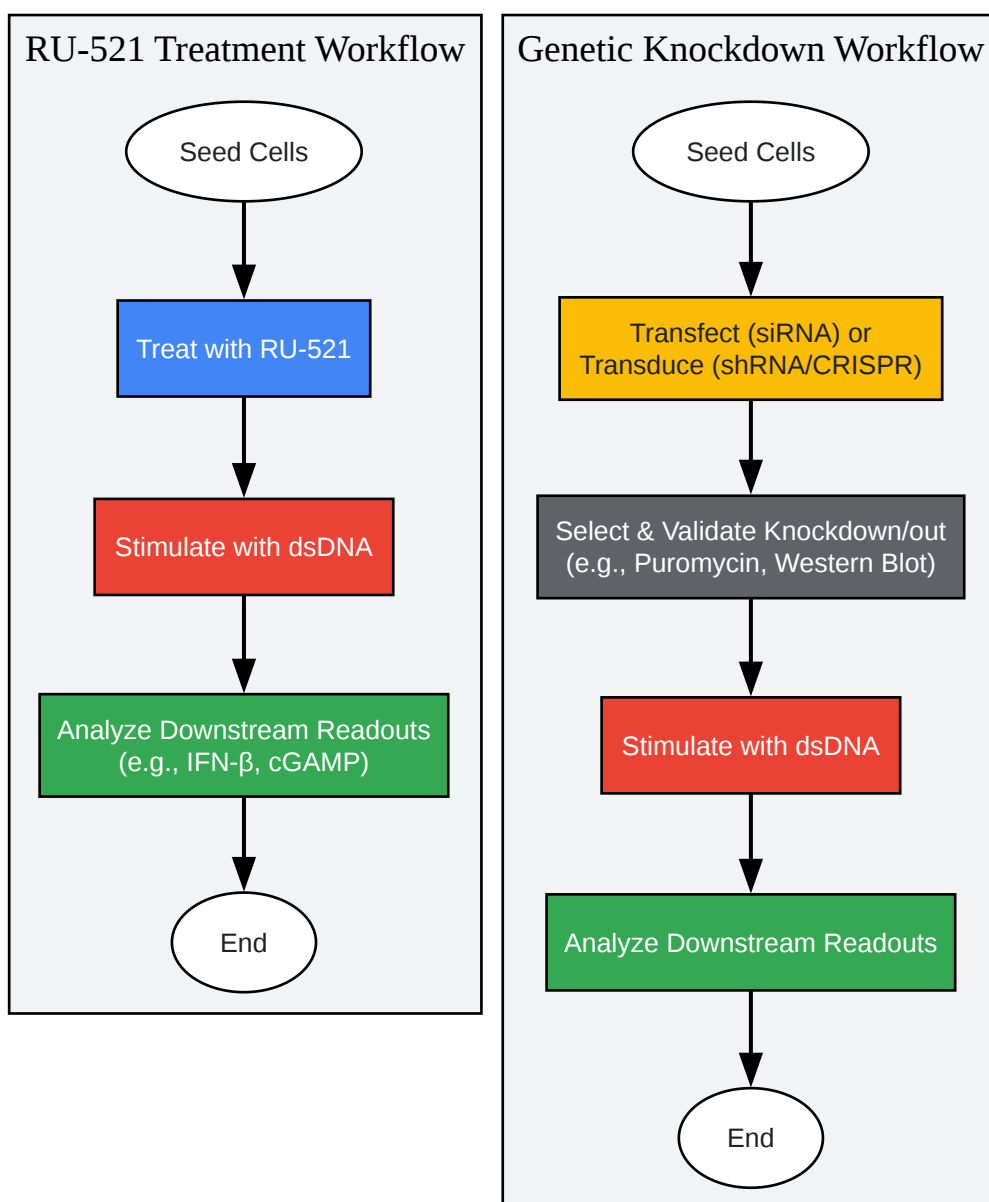 RU-521 Treatment Workflow
Seed Cells
Treat with RU-521
Stimulate with dsDNA
Analyze Downstream Readouts
(e.g., IFN-β, cGAMP)
End
Genetic Knockdown Workflow
Seed Cells
Transfect (siRNA) or
Transduce (shRNA/CRISPR)
Select & Validate Knockdown/out
(e.g., Puromycin, Western Blot)
Stimulate with dsDNA
Analyze Downstream Readouts
End